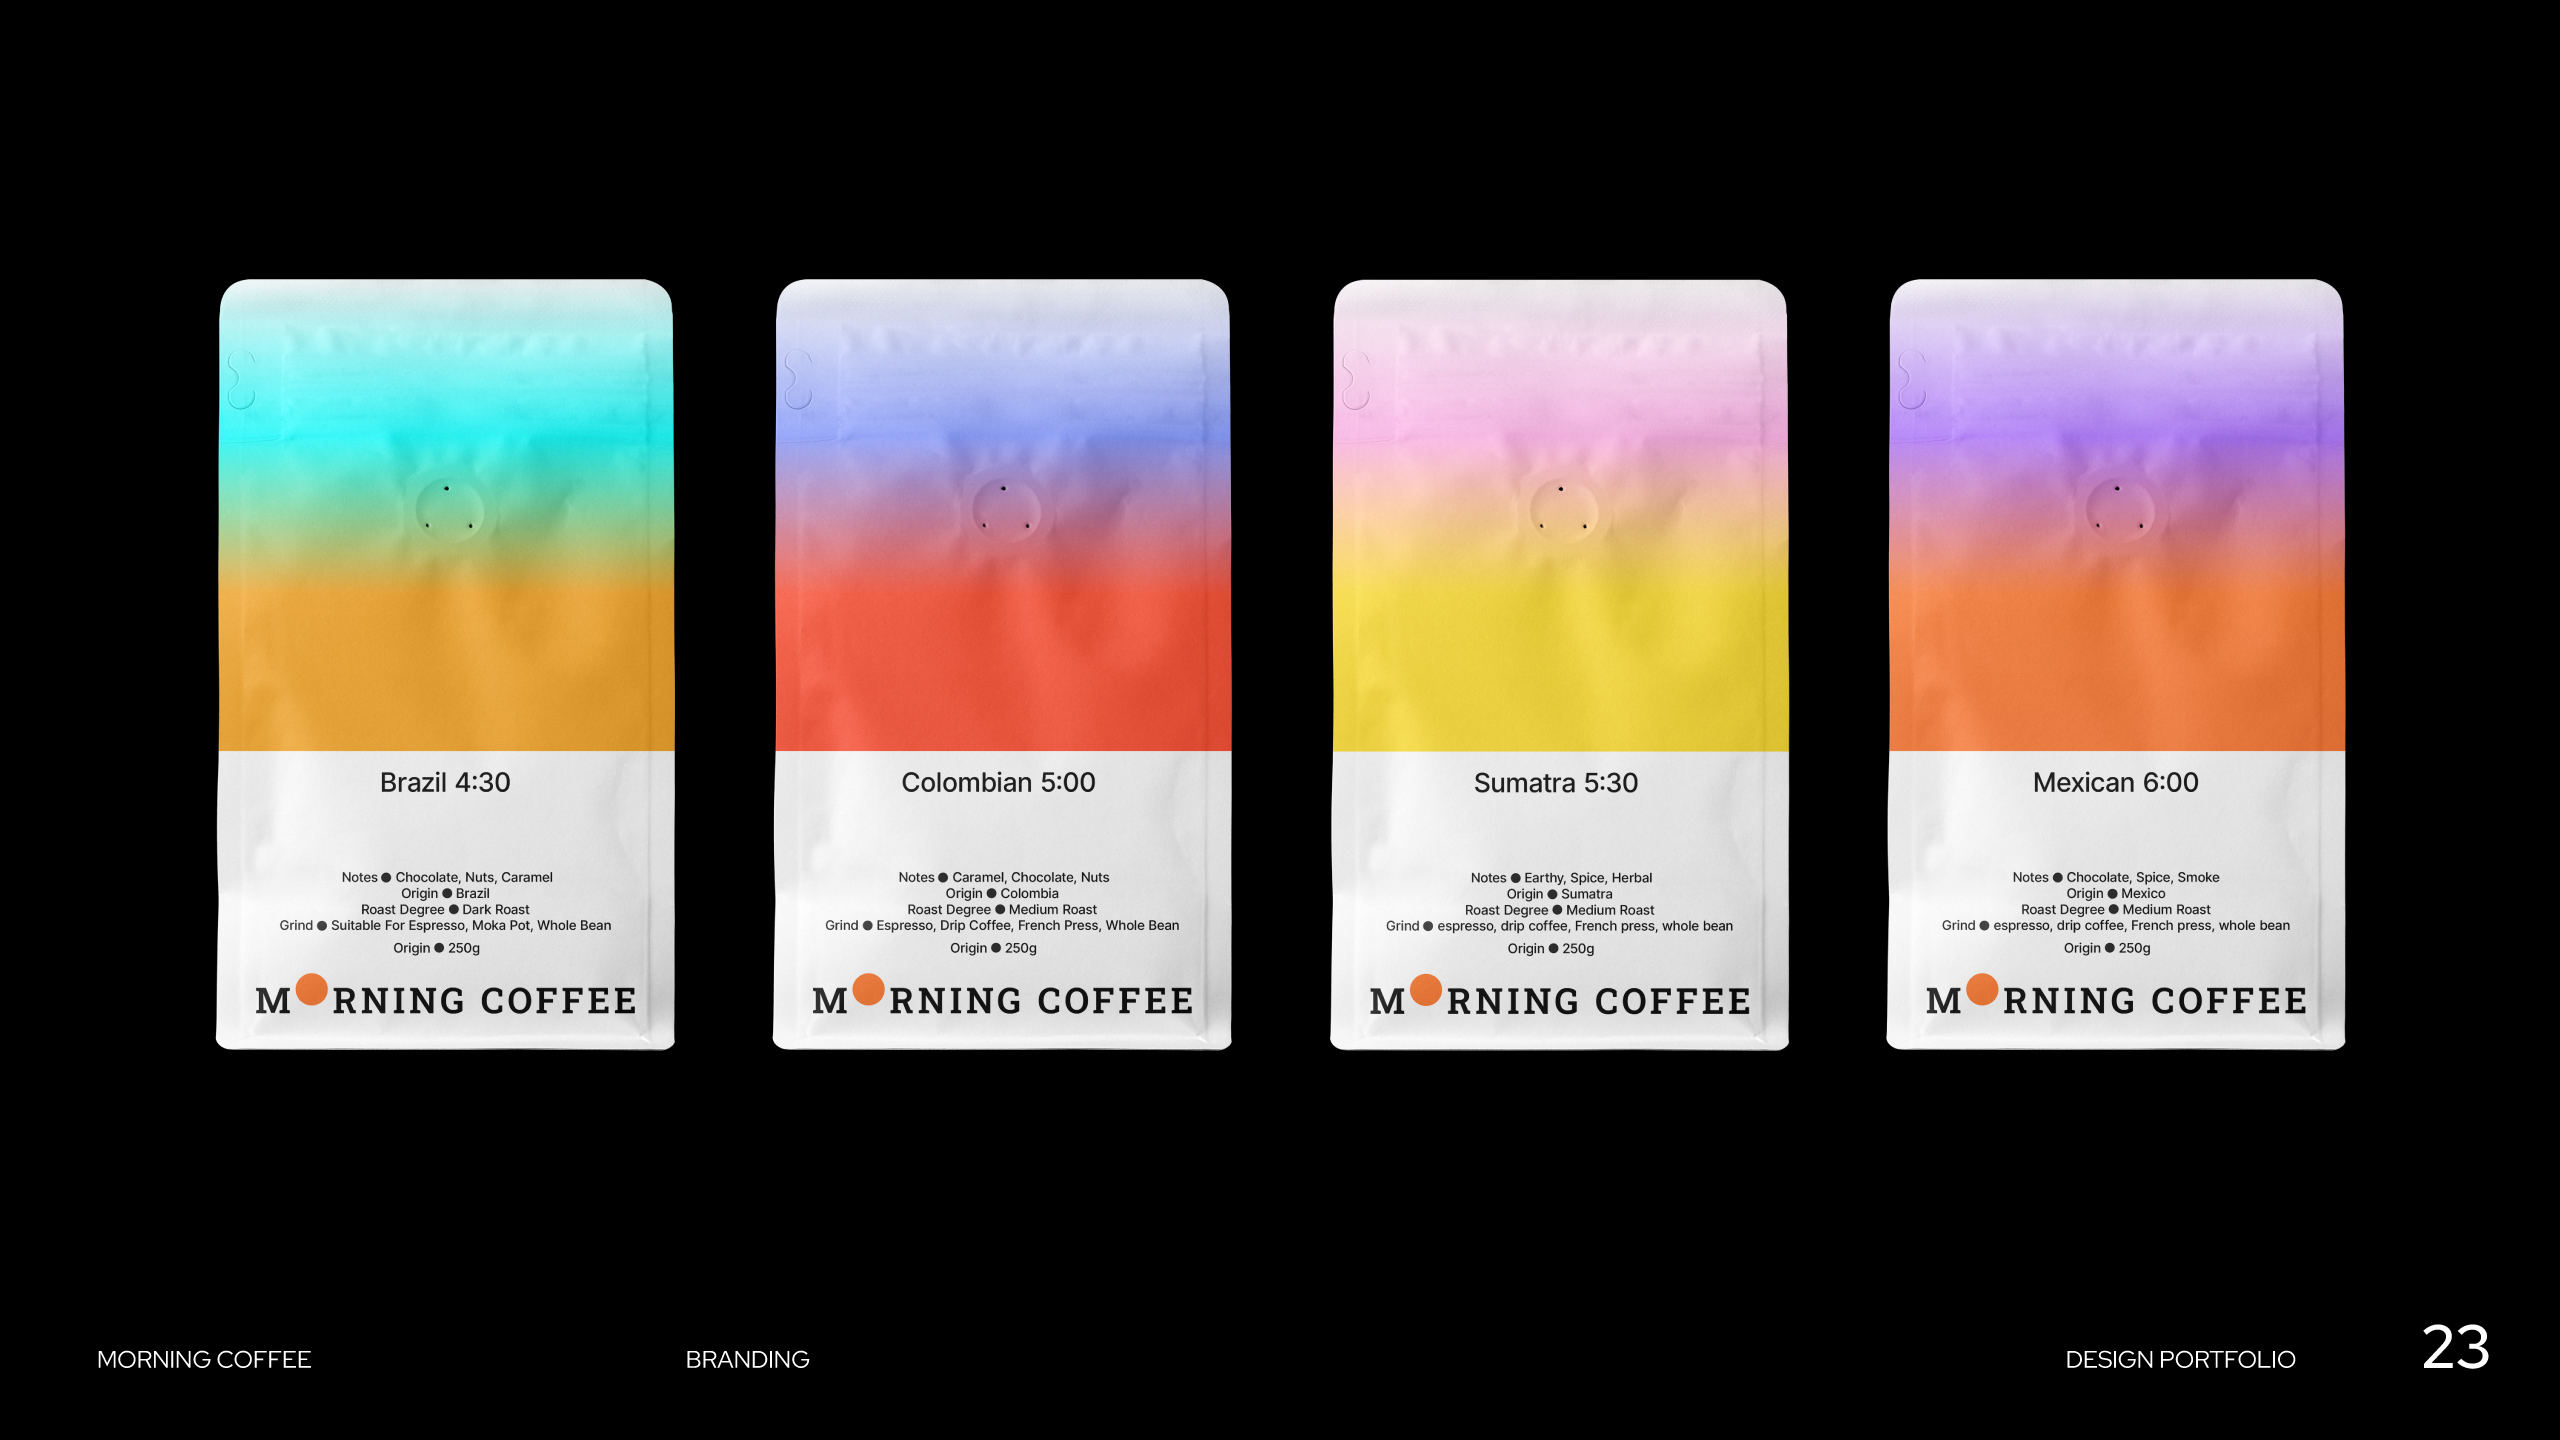 Brazil 4:30
Notes ● Chocolate, Nuts, Caramel
Origin ● Brazil
Roast Degree ● Dark Roast
Grind ● Suitable For Espresso, Moka Pot, Whole Bean
Origin ● 250g
M●RNING COFFEE
Colombian 5:00
Notes ● Caramel, Chocolate, Nuts
Origin ● Colombia
Roast Degree ● Medium Roast
Grind ● Espresso, Drip Coffee, French Press, Whole Bean
Origin ● 250g
M●RNING COFFEE
Sumatra 5:30
Notes ● Earthy, Spice, Herbal
Origin ● Sumatra
Roast Degree ● Medium Roast
Grind ● espresso, drip coffee, French press, whole bean
Origin ● 250g
M●RNING COFFEE
Mexican 6:00
Notes ● Chocolate, Spice, Smoke
Origin ● Mexico
Roast Degree ● Medium Roast
Grind ● espresso, drip coffee, French press, whole bean
Origin ● 250g
M●RNING COFFEE
MORNING COFFEE
BRANDING
DESIGN PORTFOLIO
23